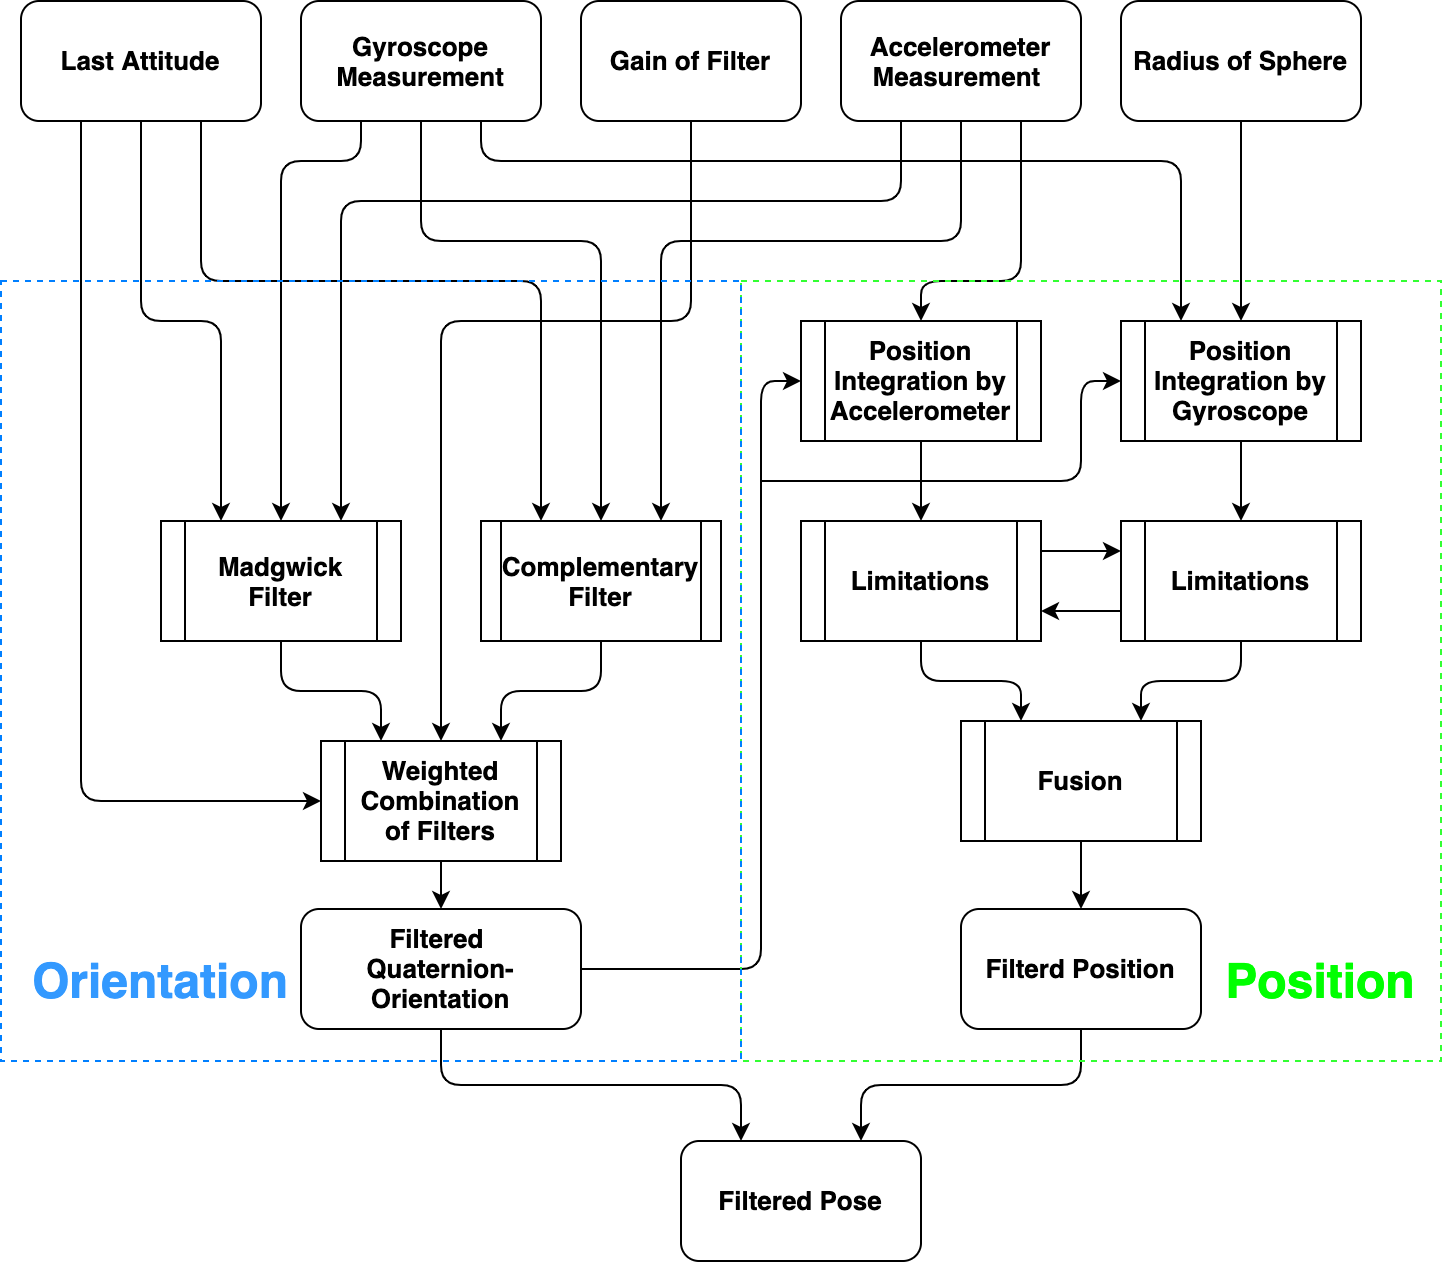 Last Attitude
Gyroscope
Measurement
Gain of Filter
Accelerometer
Measurement
Radius of Sphere
Position
Integration by
Accelerometer
Position
Integration by
Gyroscope
Madgwick
Filter
Complementary
Filter
Limitations
Limitations
Weighted
Combination
of Filters
Fusion
Orientation
Filtered
Quaternion-
Orientation
Filterd Position
Position
Filtered Pose